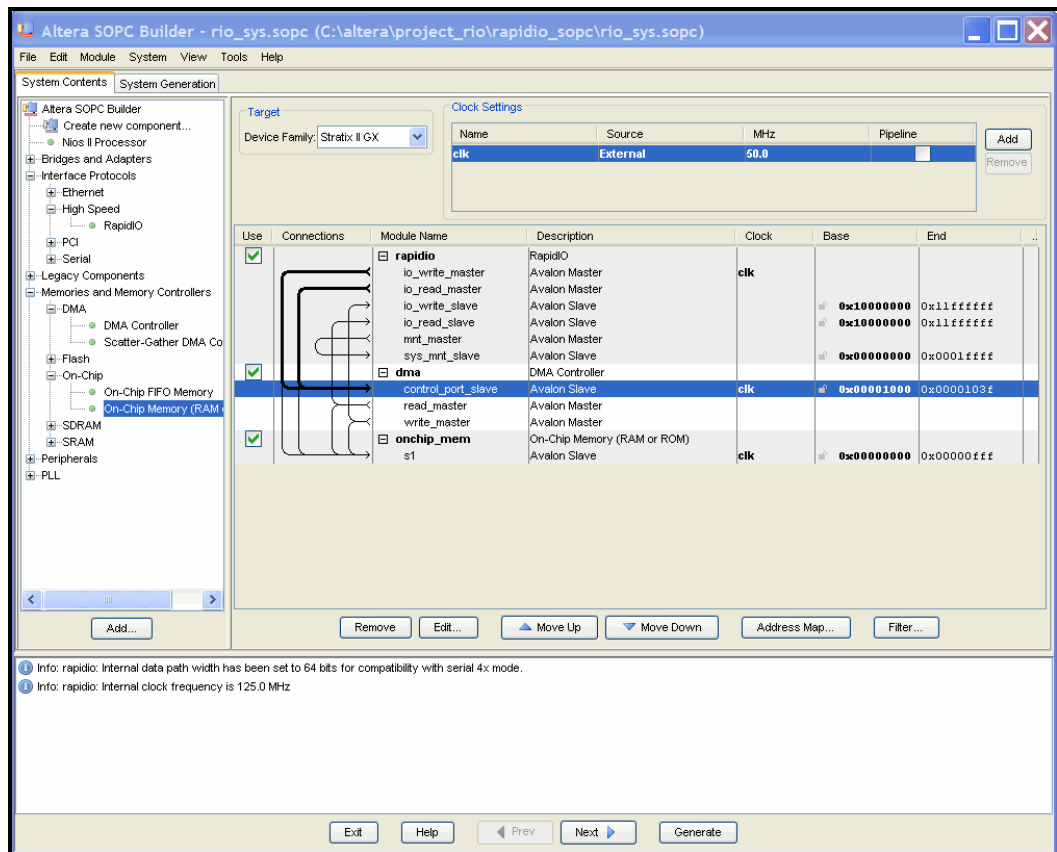 Altera SOPC Builder - rio_sys.sopc (C:\altera\project_rio\rapidio_sopc\rio_sys.sopc)
File Edit Module System View Tools Help
System Contents System Generation
Altera SOPC Builder
Create new component...
Nios II Processor
Bridges and Adapters
Interface Protocols
Ethernet
High Speed
RapidIO
PCI
Serial
Legacy Components
Memories and Memory Controllers
DMA
DMA Controller
Scatter-Gather DMA Co
Flash
On-Chip
On-Chip FIFO Memory
On-Chip Memory (RAM
SDRAM
SRAM
Peripherals
PLL
Add...
Target
Device Family: Stratix II GX
Clock Settings
Name Source MHz Pipeline
clk External 50.0
Add
Remove
Use Connections Module Name Description Clock Base End ..
rapidio RapidIO
io_write_master Avalon Master clk
io_read_master Avalon Master
io_write_slave Avalon Slave 0x10000000 0x11ffffff
io_read_slave Avalon Slave 0x10000000 0x11ffffff
mnt_master Avalon Master
sys_mnt_slave Avalon Slave 0x00000000 0x0001ffff
dma DMA Controller
control_port_slave Avalon Slave clk 0x00001000 0x0000103f
read_master Avalon Master
write_master Avalon Master
onchip_mem On-Chip Memory (RAM or ROM)
s1 Avalon Slave clk 0x00000000 0x00000fff
Remove Edit... Move Up Move Down Address Map... Filter...
Info: rapidio: Internal data path width has been set to 64 bits for compatibility with serial 4x mode.
Info: rapidio: Internal clock frequency is 125.0 MHz
Exit Help Prev Next Generate